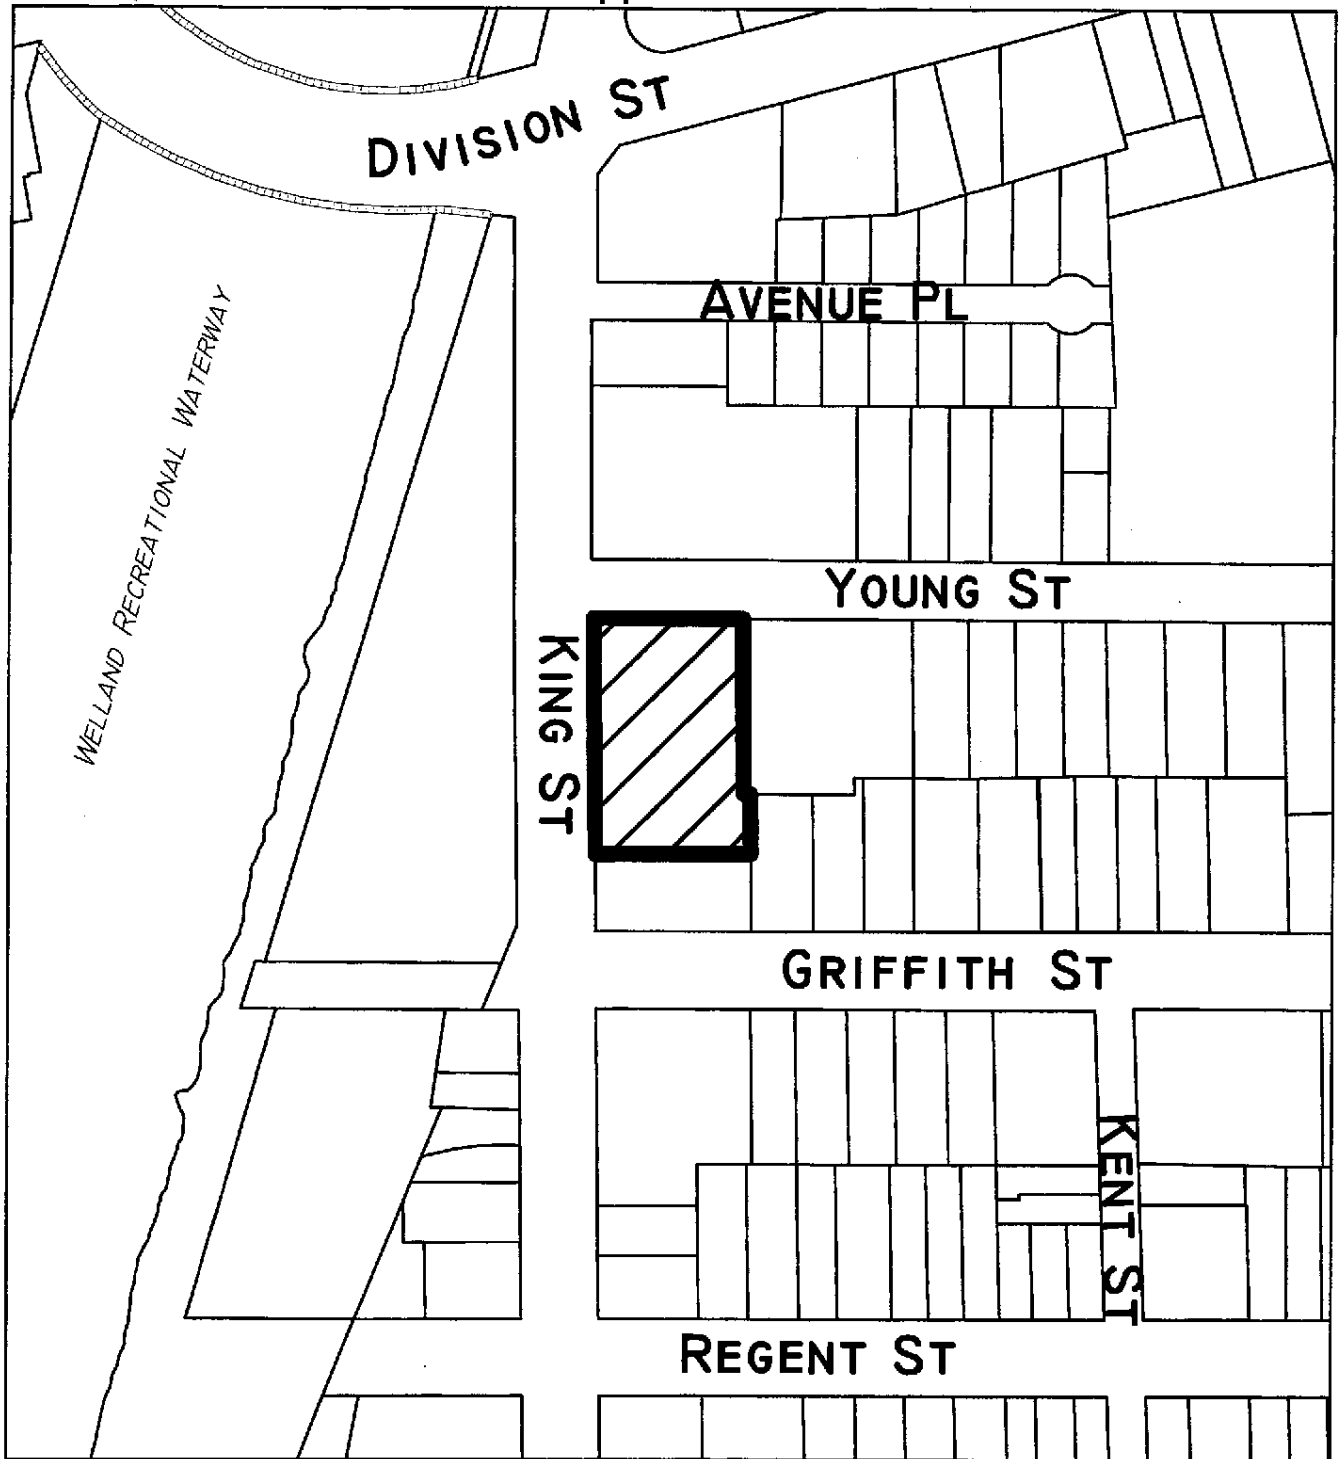 DIVISION ST
AVENUE PL
WELLAND RECREATIONAL WATERWAY
YOUNG ST
KING ST
GRIFFITH ST
KENT ST
REGENT ST